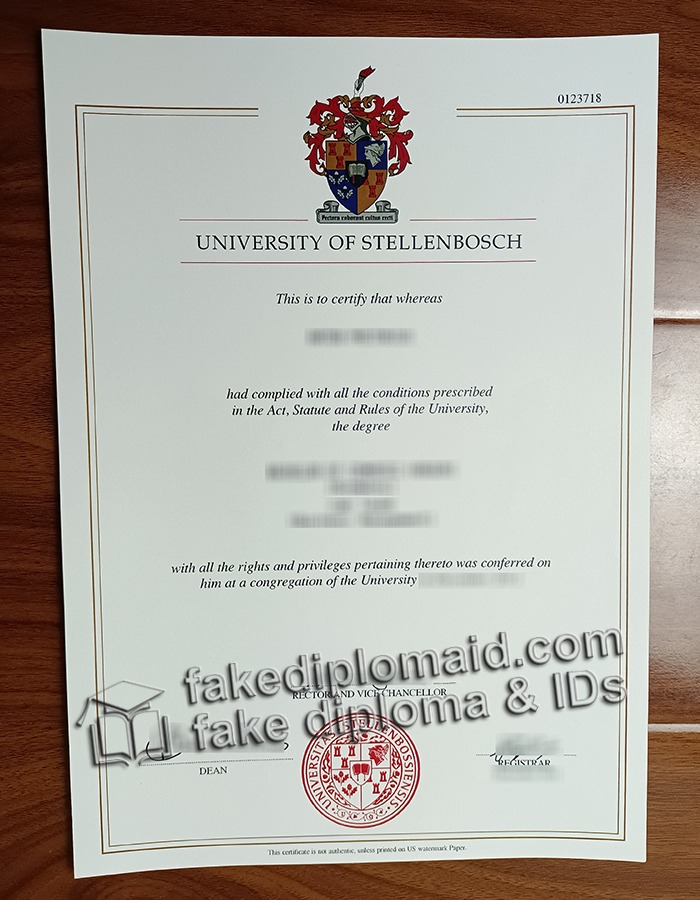 0123718
Pectora roborant cultus recti
UNIVERSITY OF STELLENBOSCH
This is to certify that whereas
had complied with all the conditions prescribed
in the Act, Statute and Rules of the University,
the degree
with all the rights and privileges pertaining thereto was conferred on
him at a congregation of the University
fakediplomaid.com
RECTOR AND VICE CHANCELLOR
fake diploma & IDs
DEAN
REGISTRAR
UNIVERSITAS STELLENBOSSIENSIS
This certificate is not authentic, unless printed on US watermark Paper.